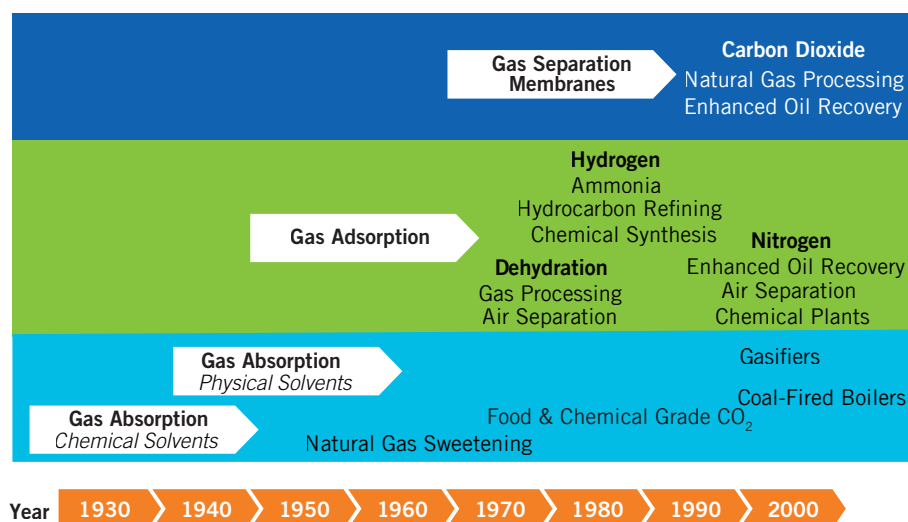 Gas Separation
Membranes
Carbon Dioxide
Natural Gas Processing
Enhanced Oil Recovery
Gas Adsorption
Hydrogen
Ammonia
Hydrocarbon Refining
Chemical Synthesis
Dehydration
Gas Processing
Air Separation
Nitrogen
Enhanced Oil Recovery
Air Separation
Chemical Plants
Gas Absorption
Physical Solvents
Gas Absorption
Chemical Solvents
Gasifiers
Coal-Fired Boilers
Food & Chemical Grade CO₂
Natural Gas Sweetening
Year 1930 1940 1950 1960 1970 1980 1990 2000